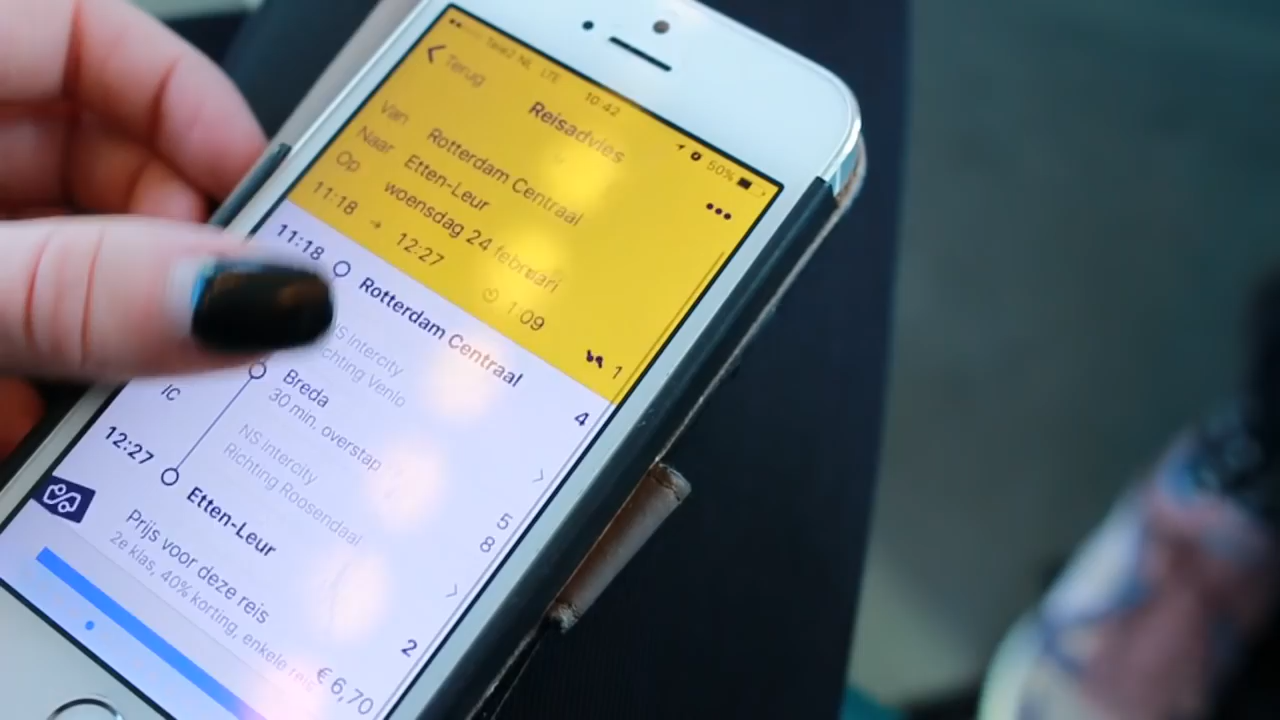 Tele2 NL LTE 10:42 50%
Terug Reisadvies
Van Rotterdam Centraal
Naar Etten-Leur
Op woensdag 24 februari
11:18 → 12:27 1:09 1
11:18 Rotterdam Centraal 4
NS Intercity
chting Venlo
Breda 5
30 min. overstap 8
IC NS Intercity
Richting Roosendaal
12:27 Etten-Leur 2
Prijs voor deze reis
2e klas, 40% korting, enkele reis
€ 6,70